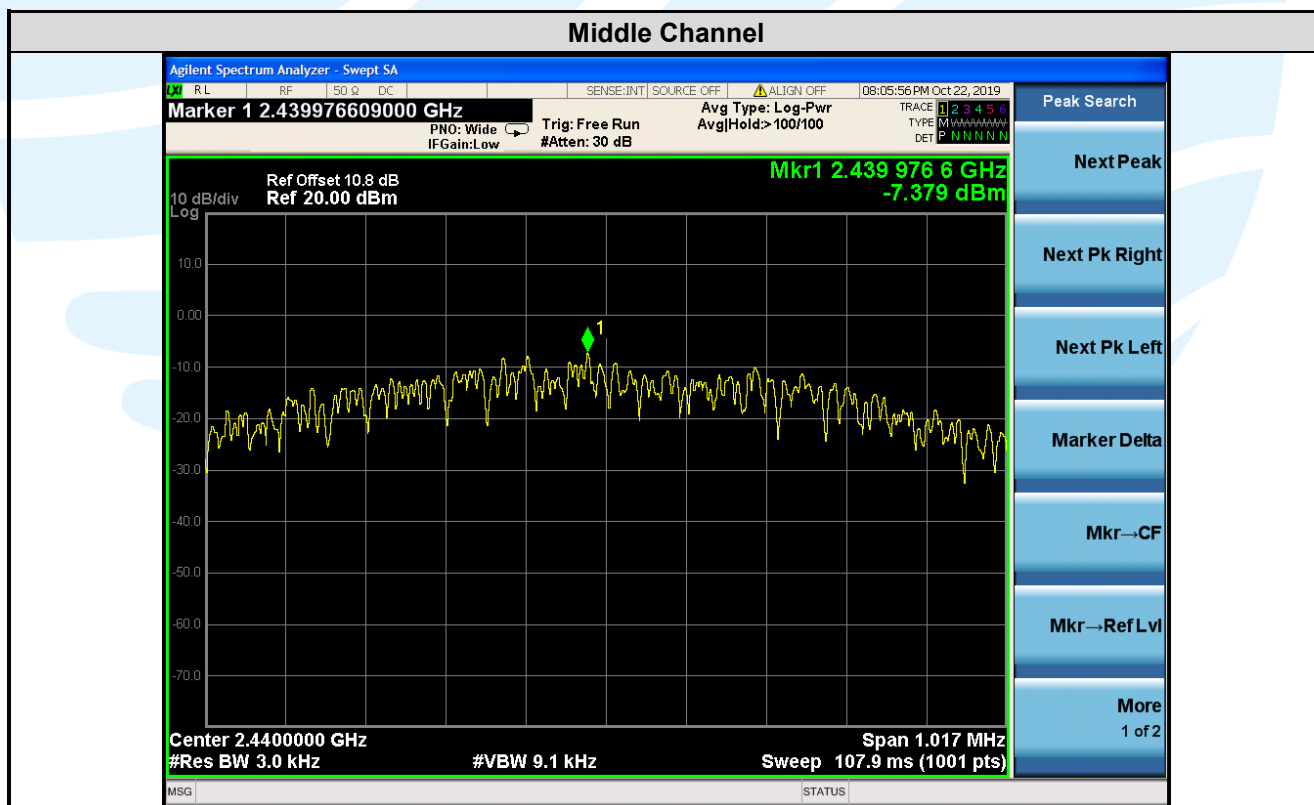 Middle Channel
Agilent Spectrum Analyzer - Swept SA
LXI RL RF 50 Ω DC SENSE:INT SOURCE OFF ALIGN OFF 08:05:56 PM Oct 22, 2019
Marker 1 2.439976609000 GHz
Avg Type: Log-Pwr
TRACE 1 2 3 4 5 6
PNO: Wide
Trig: Free Run
Avg|Hold:>100/100
TYPE M WWWWW
IFGain:Low
#Atten: 30 dB
DET P N N N N N
Mkr1 2.439 976 6 GHz
-7.379 dBm
Ref Offset 10.8 dB
10 dB/div Ref 20.00 dBm
Log
10.0
0.00
1
-10.0
-20.0
-30.0
-40.0
-50.0
-60.0
-70.0
Center 2.4400000 GHz Span 1.017 MHz
#Res BW 3.0 kHz #VBW 9.1 kHz Sweep 107.9 ms (1001 pts)
MSG STATUS
Peak Search
Next Peak
Next Pk Right
Next Pk Left
Marker Delta
Mkr→CF
Mkr→Ref Lvl
More
1 of 2